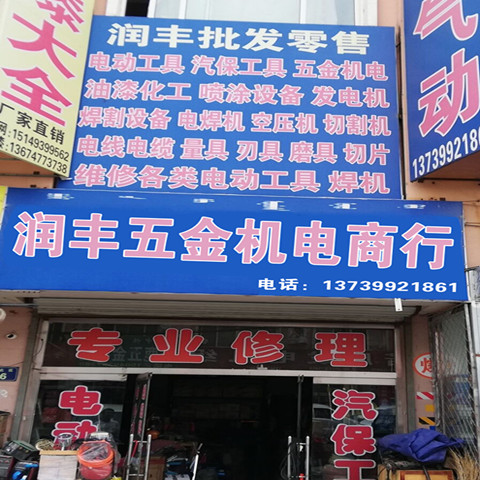 润丰批发零售
电动工具 汽保工具 五金机电
油漆化工 喷涂设备 发电机
焊割设备 电焊机 空压机 切割机
电线电缆 量具 刃具 磨具 切片
维修各类电动工具 焊机
润丰五金机电商行
电话：13739921861
泰大全
厂家直销
15149399562
13674773738
气动
13739921861
专业修理
电动
汽保工